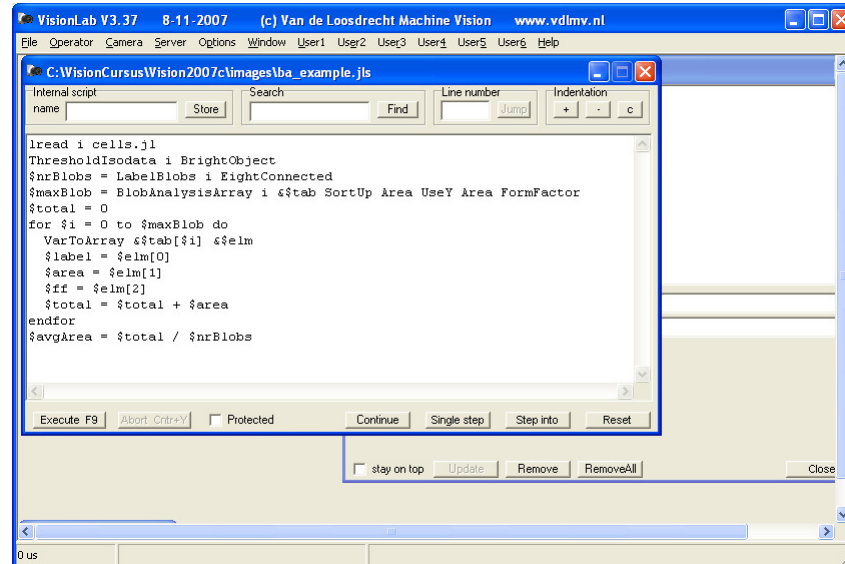 VisionLab V3.37 8-11-2007 (c) Van de Loosdrecht Machine Vision www.vdlmv.nl
File Operator Camera Server Options Window User1 User2 User3 User4 User5 User6 Help
C:\VisionCursus\Vision2007c\images\ba_example.jls
Internal script Search Line number Indentation
name Store Find Jump + - c
lread i cells.jl
ThresholdIsodata i BrightObject
$nrBlobs = LabelBlobs i EightConnected
$maxBlob = BlobAnalysisArray i &$tab SortUp Area UseY Area FormFactor
$total = 0
for $i = 0 to $maxBlob do
  VarToArray &$tab[$i] &$elm
  $label = $elm[0]
  $area = $elm[1]
  $ff = $elm[2]
  $total = $total + $area
endfor
$avgArea = $total / $nrBlobs
Execute F9 Abort Cntr+Y Protected Continue Single step Step into Reset
stay on top Update Remove RemoveAll Close
0 us